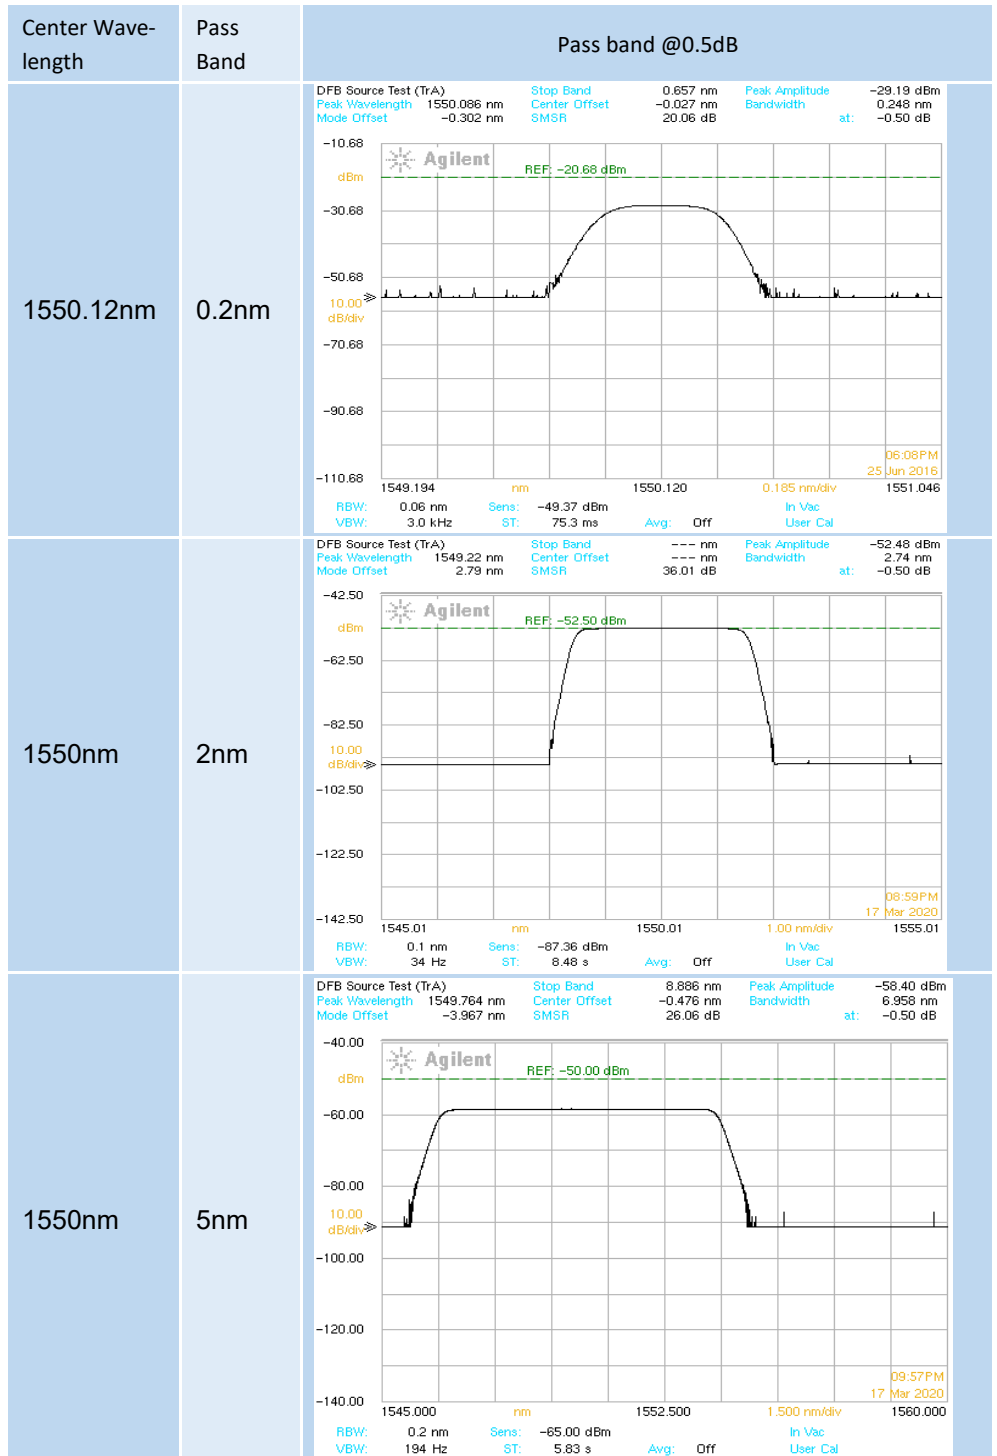 Center Wave-
length
Pass
Band
Pass band @0.5dB
1550.12nm
0.2nm
DFB Source Test (TrA) Stop Band 0.657 nm Peak Amplitude -29.19 dBm
Peak Wavelength 1550.086 nm Center Offset -0.027 nm Bandwidth 0.248 nm
Mode Offset -0.302 nm SMSR 20.06 dB at: -0.50 dB
-10.68
Agilent
REF: -20.68 dBm
dBm
-30.68
-50.68
10.00
dB/div
-70.68
-90.68
06:08PM
-110.68 25 Jun 2016
1549.194 nm 1550.120 0.185 nm/div 1551.046
RBW: 0.06 nm Sens: -49.37 dBm In Vac
VBW: 3.0 kHz ST: 75.3 ms Avg: Off User Cal
1550nm
2nm
DFB Source Test (TrA) Stop Band --- nm Peak Amplitude -52.48 dBm
Peak Wavelength 1549.22 nm Center Offset --- nm Bandwidth 2.74 nm
Mode Offset 2.79 nm SMSR 36.01 dB at: -0.50 dB
-42.50
Agilent
REF: -52.50 dBm
dBm
-62.50
-82.50
10.00
dB/div
-102.50
-122.50
08:59PM
-142.50 17 Mar 2020
1545.01 nm 1550.01 1.00 nm/div 1555.01
RBW: 0.1 nm Sens: -87.36 dBm In Vac
VBW: 34 Hz ST: 8.48 s Avg: Off User Cal
1550nm
5nm
DFB Source Test (TrA) Stop Band 8.886 nm Peak Amplitude -58.40 dBm
Peak Wavelength 1549.764 nm Center Offset -0.476 nm Bandwidth 6.958 nm
Mode Offset -3.967 nm SMSR 26.06 dB at: -0.50 dB
-40.00
Agilent
REF: -50.00 dBm
dBm
-60.00
-80.00
10.00
dB/div
-100.00
-120.00
09:57PM
-140.00 17 Mar 2020
1545.000 nm 1552.500 1.500 nm/div 1560.000
RBW: 0.2 nm Sens: -65.00 dBm In Vac
VBW: 194 Hz ST: 5.83 s Avg: Off User Cal